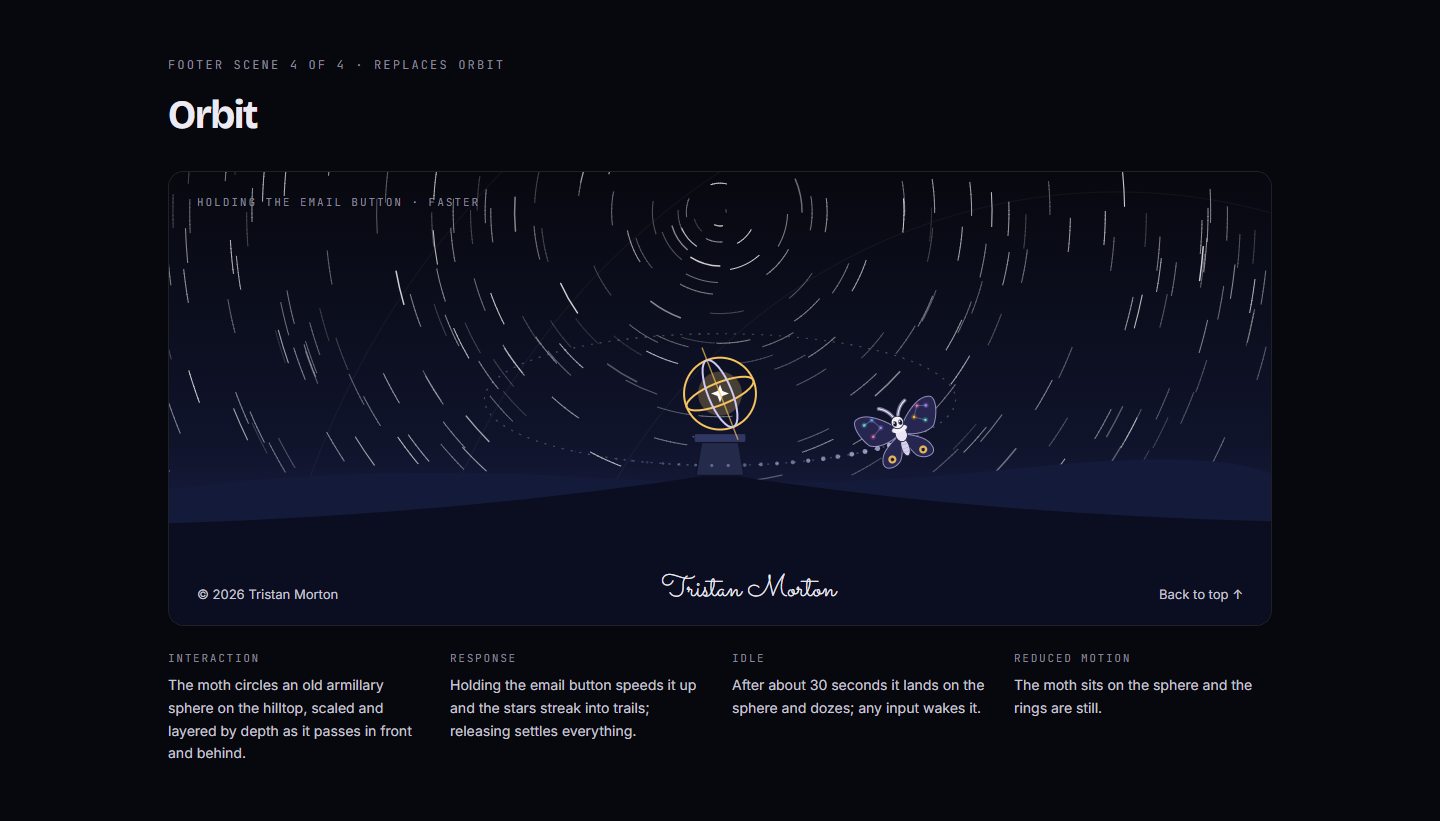 FOOTER SCENE 4 OF 4 · REPLACES ORBIT
Orbit
HOLDING THE EMAIL BUTTON · FASTER
© 2026 Tristan Morton
Tristan Morton
Back to top ↑
INTERACTION
The moth circles an old armillary
sphere on the hilltop, scaled and
layered by depth as it passes in front
and behind.
RESPONSE
Holding the email button speeds it up
and the stars streak into trails;
releasing settles everything.
IDLE
After about 30 seconds it lands on the
sphere and dozes; any input wakes it.
REDUCED MOTION
The moth sits on the sphere and the
rings are still.